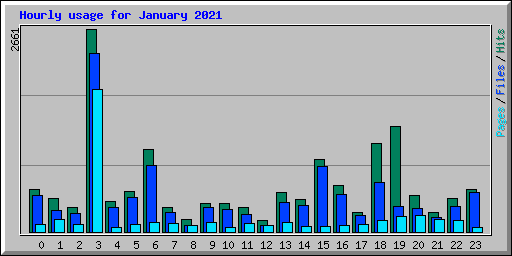 Hourly usage for January 2021
2661
Pages/Files/Hits
0 1 2 3 4 5 6 7 8 9 10 11 12 13 14 15 16 17 18 19 20 21 22 23